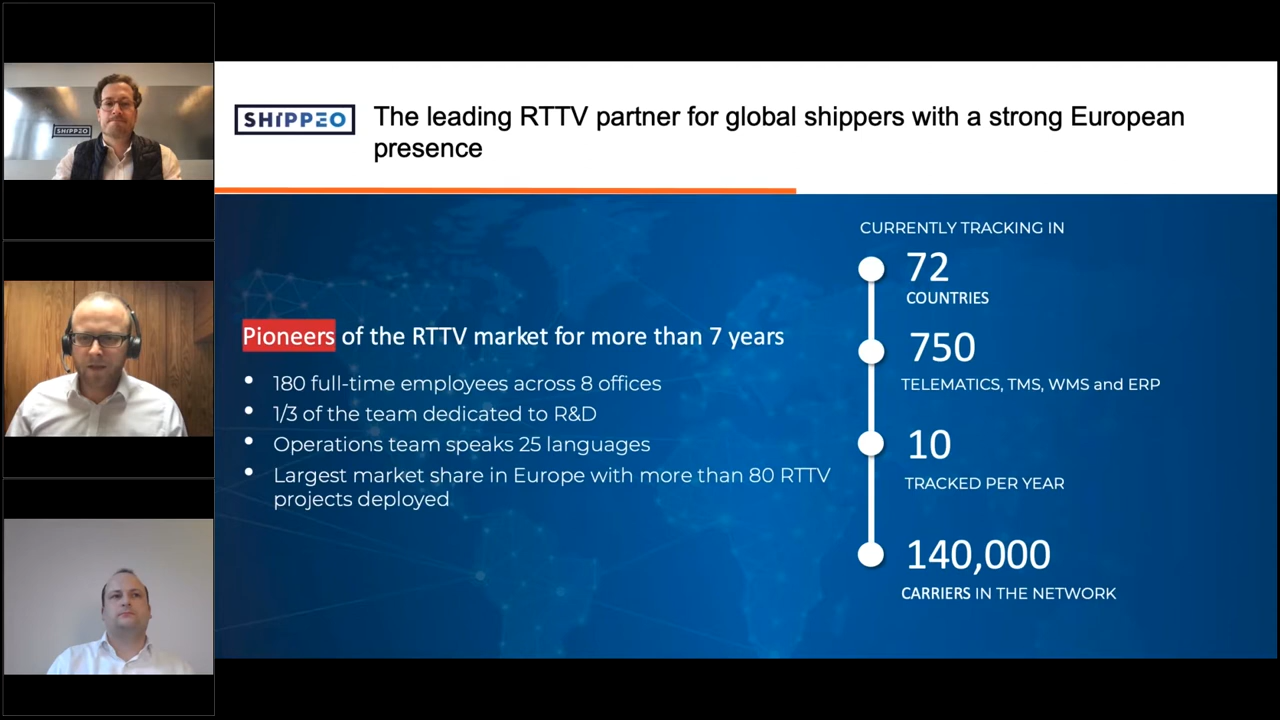 SHIPPEO
SHIPPEO
The leading RTTV partner for global shippers with a strong European
presence
Pioneers of the RTTV market for more than 7 years
• 180 full-time employees across 8 offices
• 1/3 of the team dedicated to R&D
• Operations team speaks 25 languages
• Largest market share in Europe with more than 80 RTTV
projects deployed
CURRENTLY TRACKING IN
72
COUNTRIES
750
TELEMATICS, TMS, WMS and ERP
10
TRACKED PER YEAR
140,000
CARRIERS IN THE NETWORK